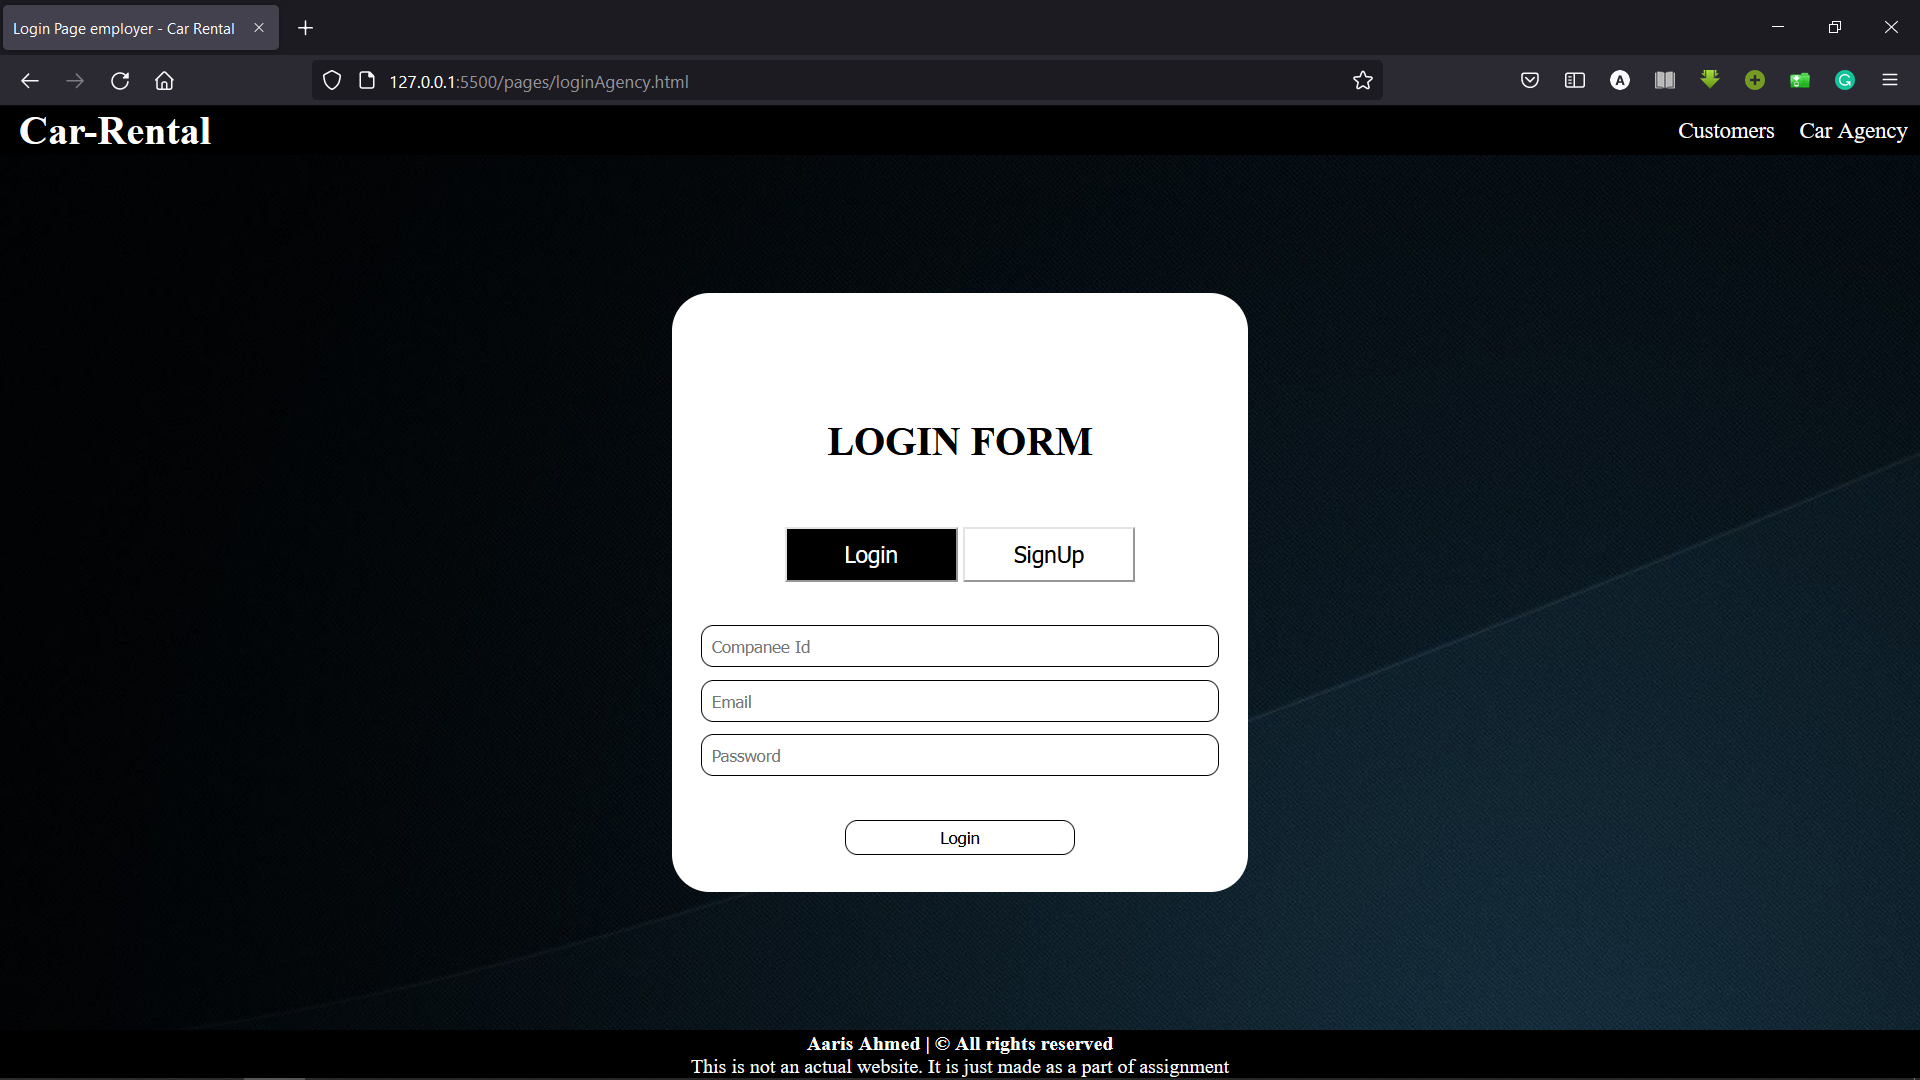 Login Page employer - Car Rental
127.0.0.1:5500/pages/loginAgency.html
A
G
Car-Rental
Customers Car Agency
LOGIN FORM
Login SignUp
Companee Id
Email
Password
Login
Aaris Ahmed | © All rights reserved
This is not an actual website. It is just made as a part of assignment